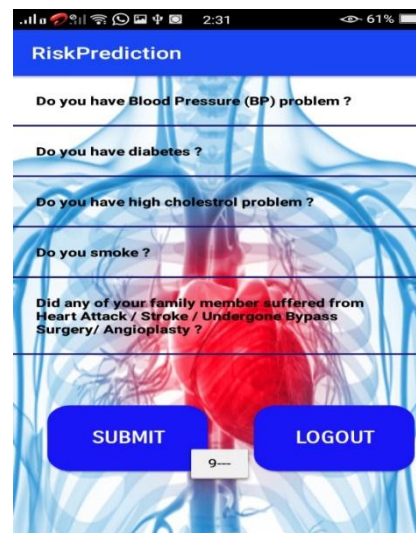 2:31 61%
RiskPrediction
Do you have Blood Pressure (BP) problem ?
Do you have diabetes ?
Do you have high cholestrol problem ?
Do you smoke ?
Did any of your family member suffered from
Heart Attack / Stroke / Undergone Bypass
Surgery/ Angioplasty ?
SUBMIT LOGOUT
9---